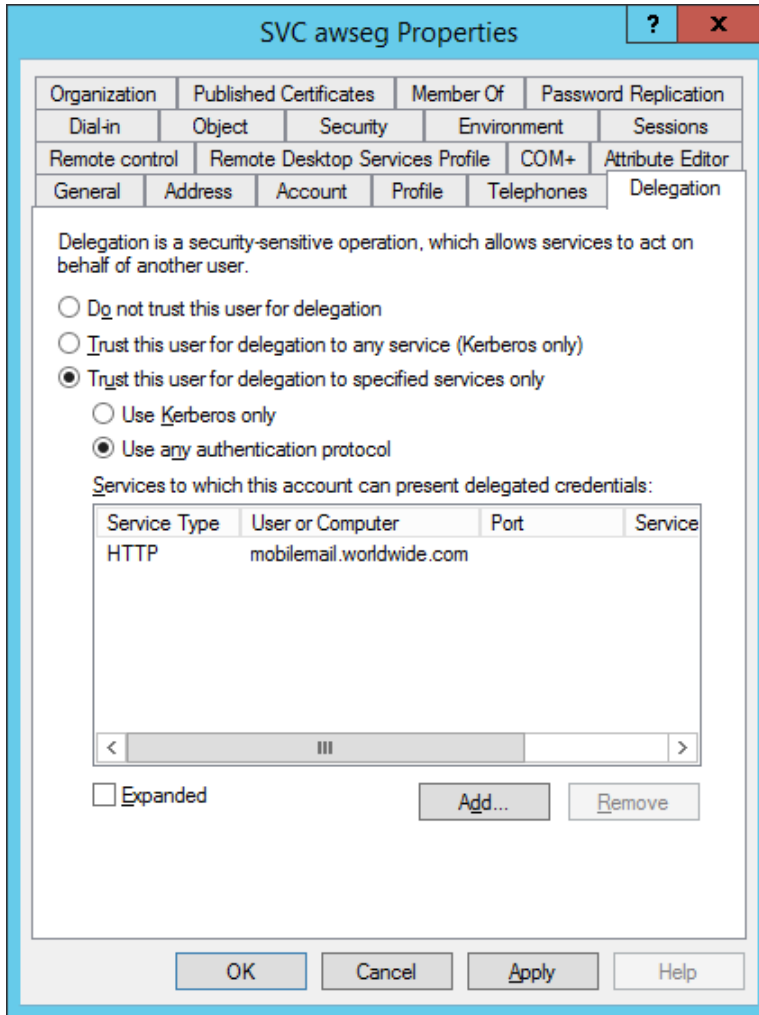 SVC awseg Properties
?
x
Organization Published Certificates Member Of Password Replication
Dial-in Object Security Environment Sessions
Remote control Remote Desktop Services Profile COM+ Attribute Editor
General Address Account Profile Telephones Delegation
Delegation is a security-sensitive operation, which allows services to act on
behalf of another user.
Do not trust this user for delegation
Trust this user for delegation to any service (Kerberos only)
Trust this user for delegation to specified services only
Use Kerberos only
Use any authentication protocol
Services to which this account can present delegated credentials:
Service Type User or Computer Port Service
HTTP mobilemail.worldwide.com
Expanded Add... Remove
OK Cancel Apply Help